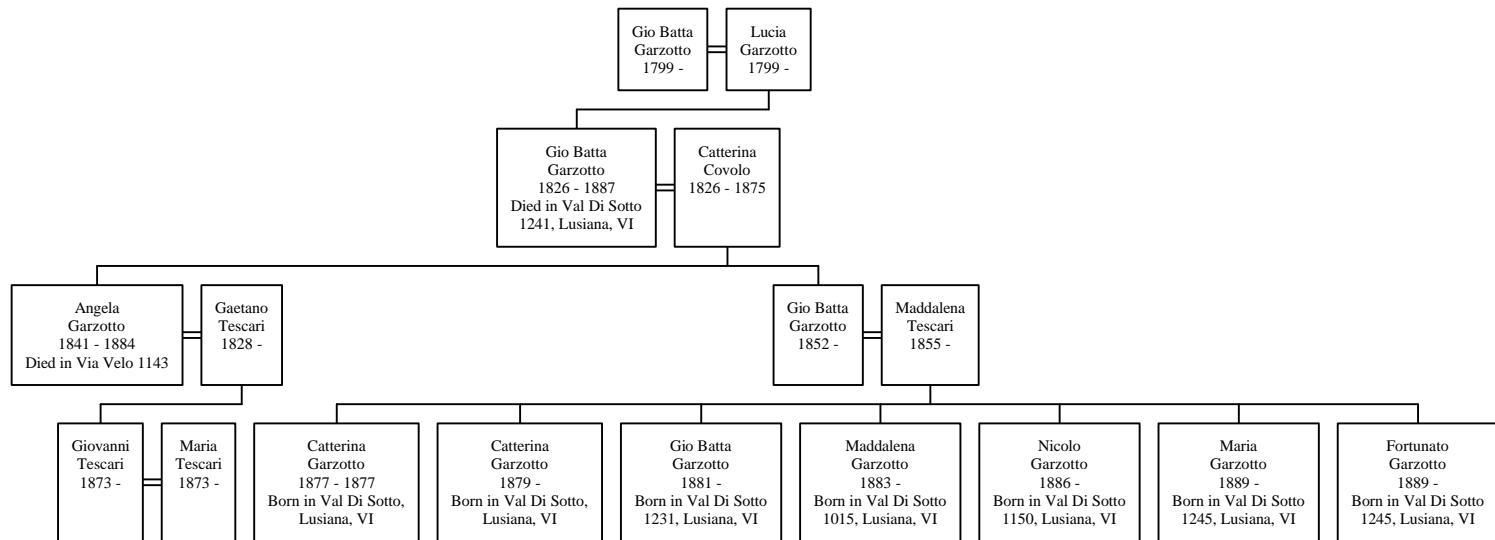 Gio Batta
Garzotto
1799 -
Lucia
Garzotto
1799 -
Gio Batta
Garzotto
1826 - 1887
Died in Val Di Sotto
1241, Lusiana, VI
Catterina
Covolo
1826 - 1875
Angela
Garzotto
1841 - 1884
Died in Via Velo 1143
Gaetano
Tescari
1828 -
Gio Batta
Garzotto
1852 -
Maddalena
Tescari
1855 -
Giovanni
Tescari
1873 -
Maria
Tescari
1873 -
Catterina
Garzotto
1877 - 1877
Born in Val Di Sotto,
Lusiana, VI
Catterina
Garzotto
1879 -
Born in Val Di Sotto,
Lusiana, VI
Gio Batta
Garzotto
1881 -
Born in Val Di Sotto
1231, Lusiana, VI
Maddalena
Garzotto
1883 -
Born in Val Di Sotto
1015, Lusiana, VI
Nicolo
Garzotto
1886 -
Born in Val Di Sotto
1150, Lusiana, VI
Maria
Garzotto
1889 -
Born in Val Di Sotto
1245, Lusiana, VI
Fortunato
Garzotto
1889 -
Born in Val Di Sotto
1245, Lusiana, VI